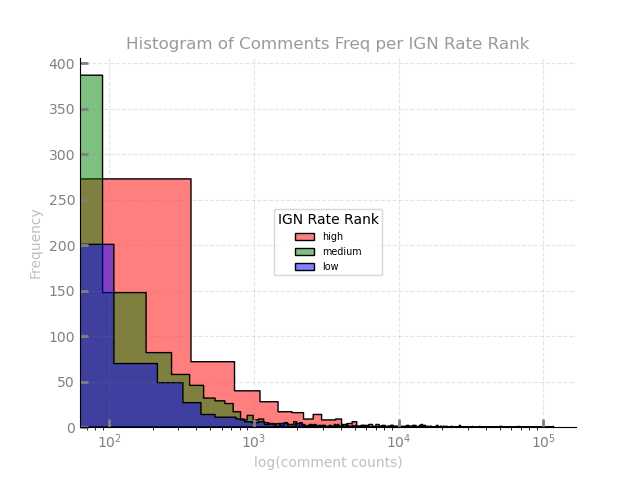 Histogram of Comments Freq per IGN Rate Rank
400
350
300
250
200
150
100
50
0
Frequency
IGN Rate Rank
high
medium
low
10² 10³ 10⁴ 10⁵
log(comment counts)